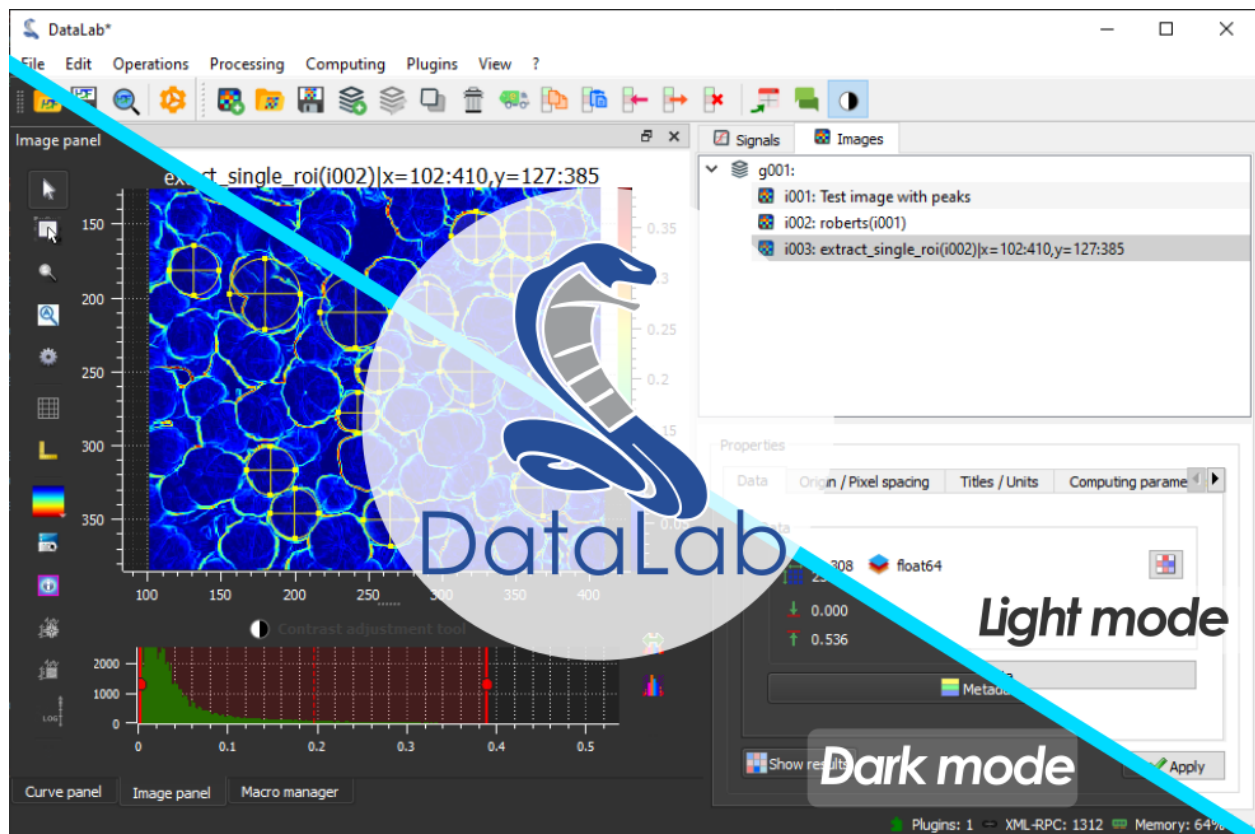 DataLab*
File Edit Operations Processing Computing Plugins View ?
Image panel
extract_single_roi(i002)|x=102:410,y=127:385
150
200
250
300
350
100 150 200 250 300 350 400
0.35
0.3
0.25
0.2
0.05
Contrast adjustment tool
2000
1000
0
0 0.1 0.2 0.3 0.4 0.5
LOG
Curve panel Image panel Macro manager
Signals Images
g001:
i001: Test image with peaks
i002: roberts(i001)
i003: extract_single_roi(i002)|x=102:410,y=127:385
DataLab
Properties
Data Origin / Pixel spacing Titles / Units Computing parame
308 float64
0.000
0.536
Light mode
Show results
Dark mode
Apply
Plugins: 1 XML-RPC: 1312 Memory: 64%